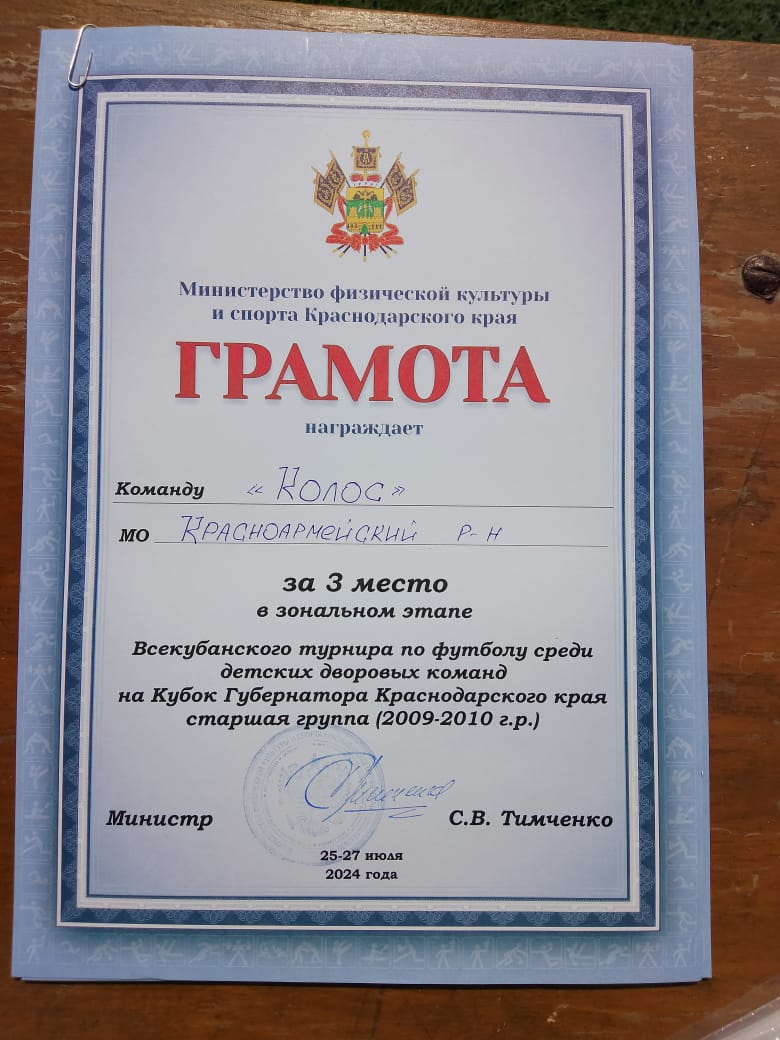 Министерство физической культуры
и спорта Краснодарского края
ГРАМОТА
награждает
Команду «Колос»
МО Красноармейский р-н
за 3 место
в зональном этапе
Всекубанского турнира по футболу среди
детских дворовых команд
на Кубок Губернатора Краснодарского края
старшая группа (2009-2010 г.р.)
Министр С.В. Тимченко
25-27 июля
2024 года